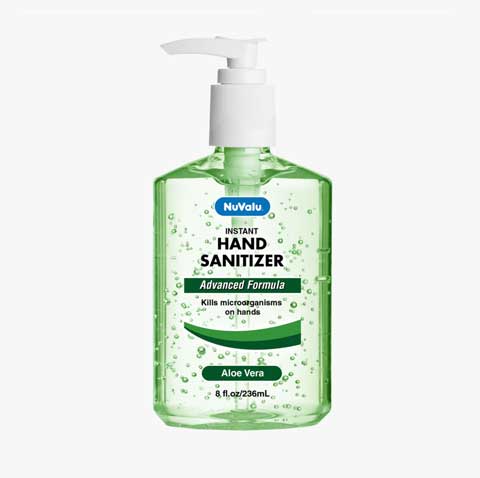 NuValu
INSTANT
HAND
SANITIZER
Advanced Formula
Kills microorganisms
on hands
Aloe Vera
8 fl.oz/236mL